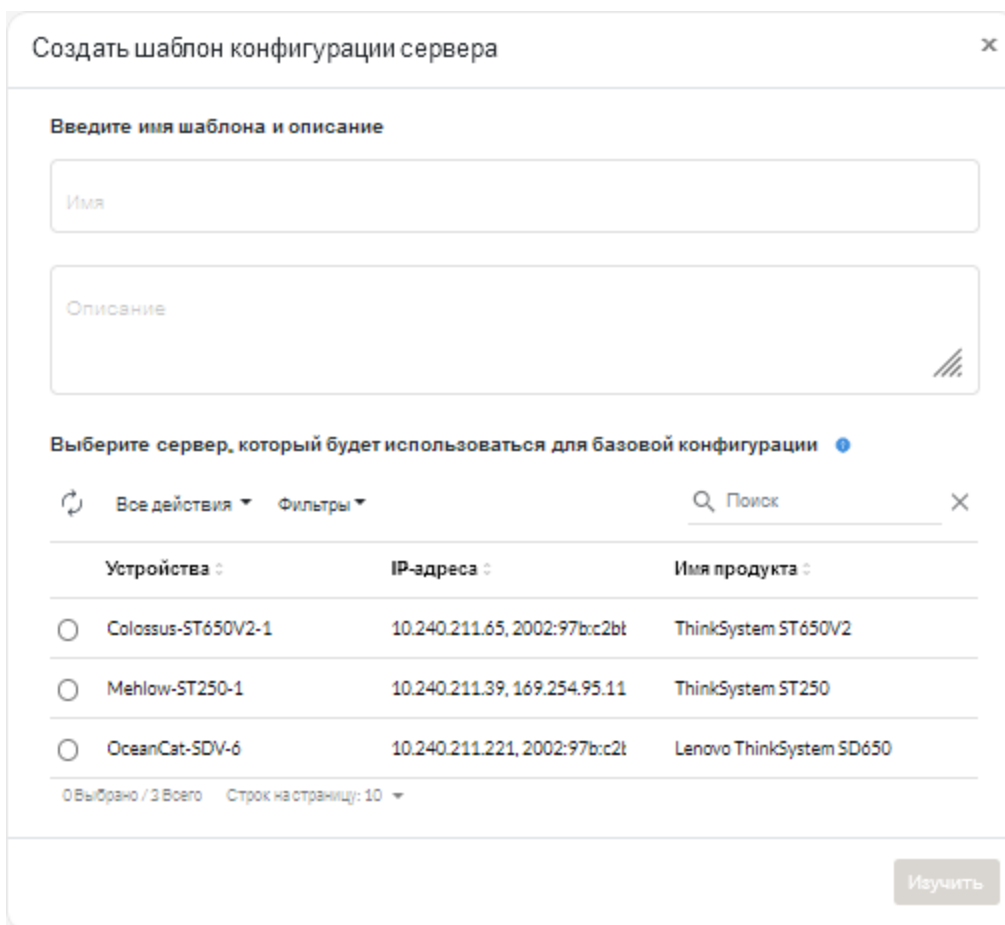 Создать шаблон конфигурации сервера
Введите имя шаблона и описание
Имя
Описание
Выберите сервер, который будет использоваться для базовой конфигурации
Все действия Фильтры Поиск
Устройства IP-адреса Имя продукта
Colossus-ST650V2-1 10.240.211.65, 2002:97b:c2bb ThinkSystem ST650V2
Mehlow-ST250-1 10.240.211.39, 169.254.95.11 ThinkSystem ST250
OceanCat-SDV-6 10.240.211.221, 2002:97b:c2b Lenovo ThinkSystem SD650
0 Выбрано / 3 Всего Строк на страницу: 10
Изучить